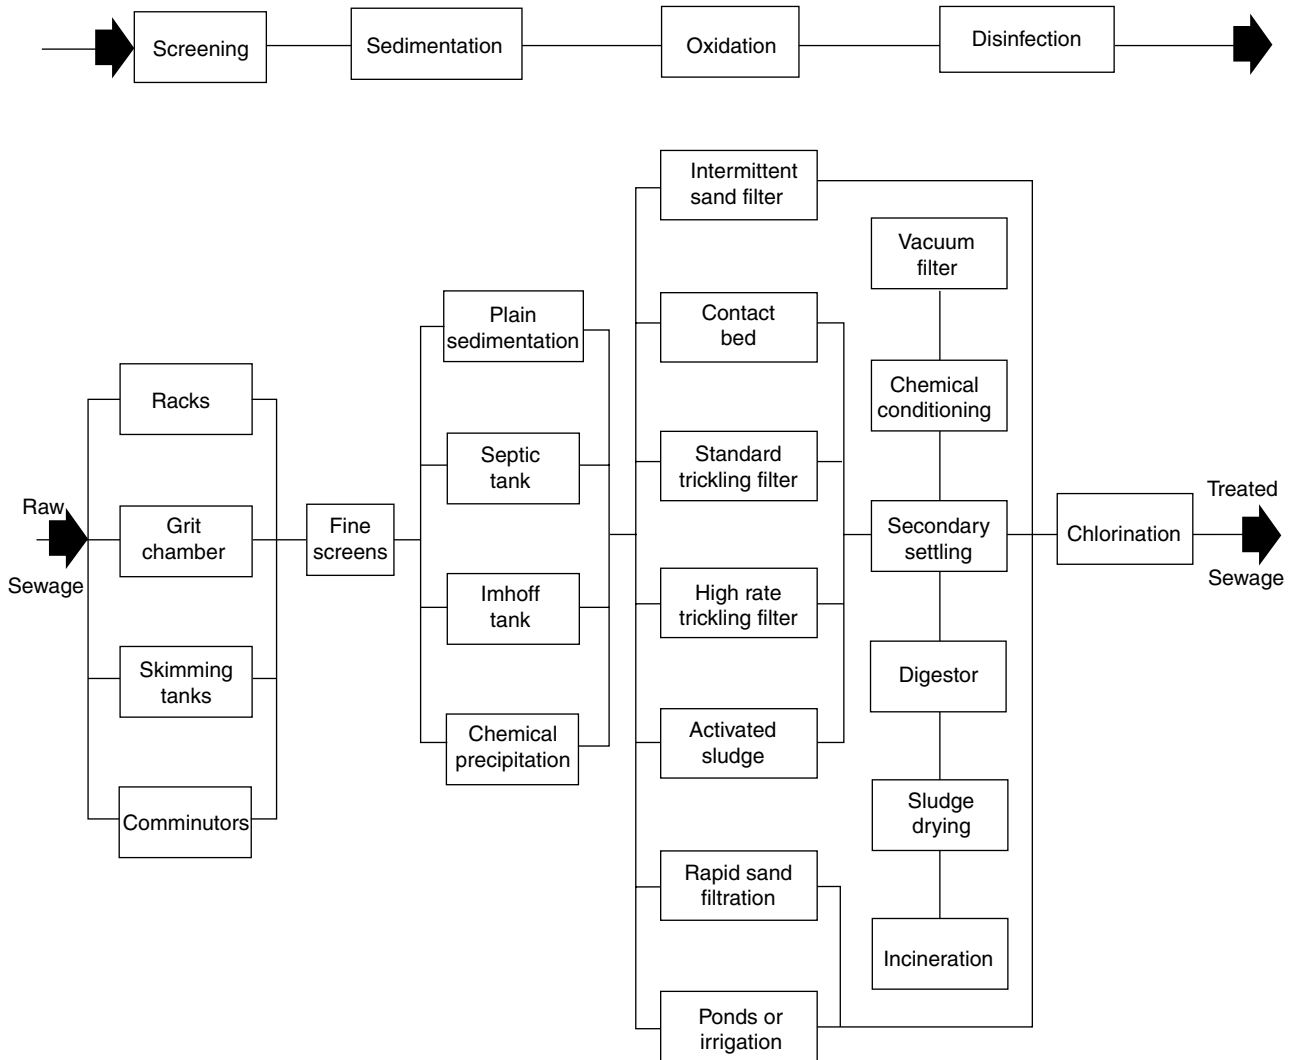 Screening
Sedimentation
Oxidation
Disinfection
Intermittent
sand filter
Vacuum
filter
Plain
sedimentation
Contact
bed
Racks
Chemical
conditioning
Septic
tank
Standard
trickling filter
Raw
Sewage
Grit
chamber
Fine
screens
Secondary
settling
Chlorination
Treated
Sewage
Imhoff
tank
High rate
trickling filter
Skimming
tanks
Digestor
Chemical
precipitation
Activated
sludge
Comminutors
Sludge
drying
Rapid sand
filtration
Incineration
Ponds or
irrigation